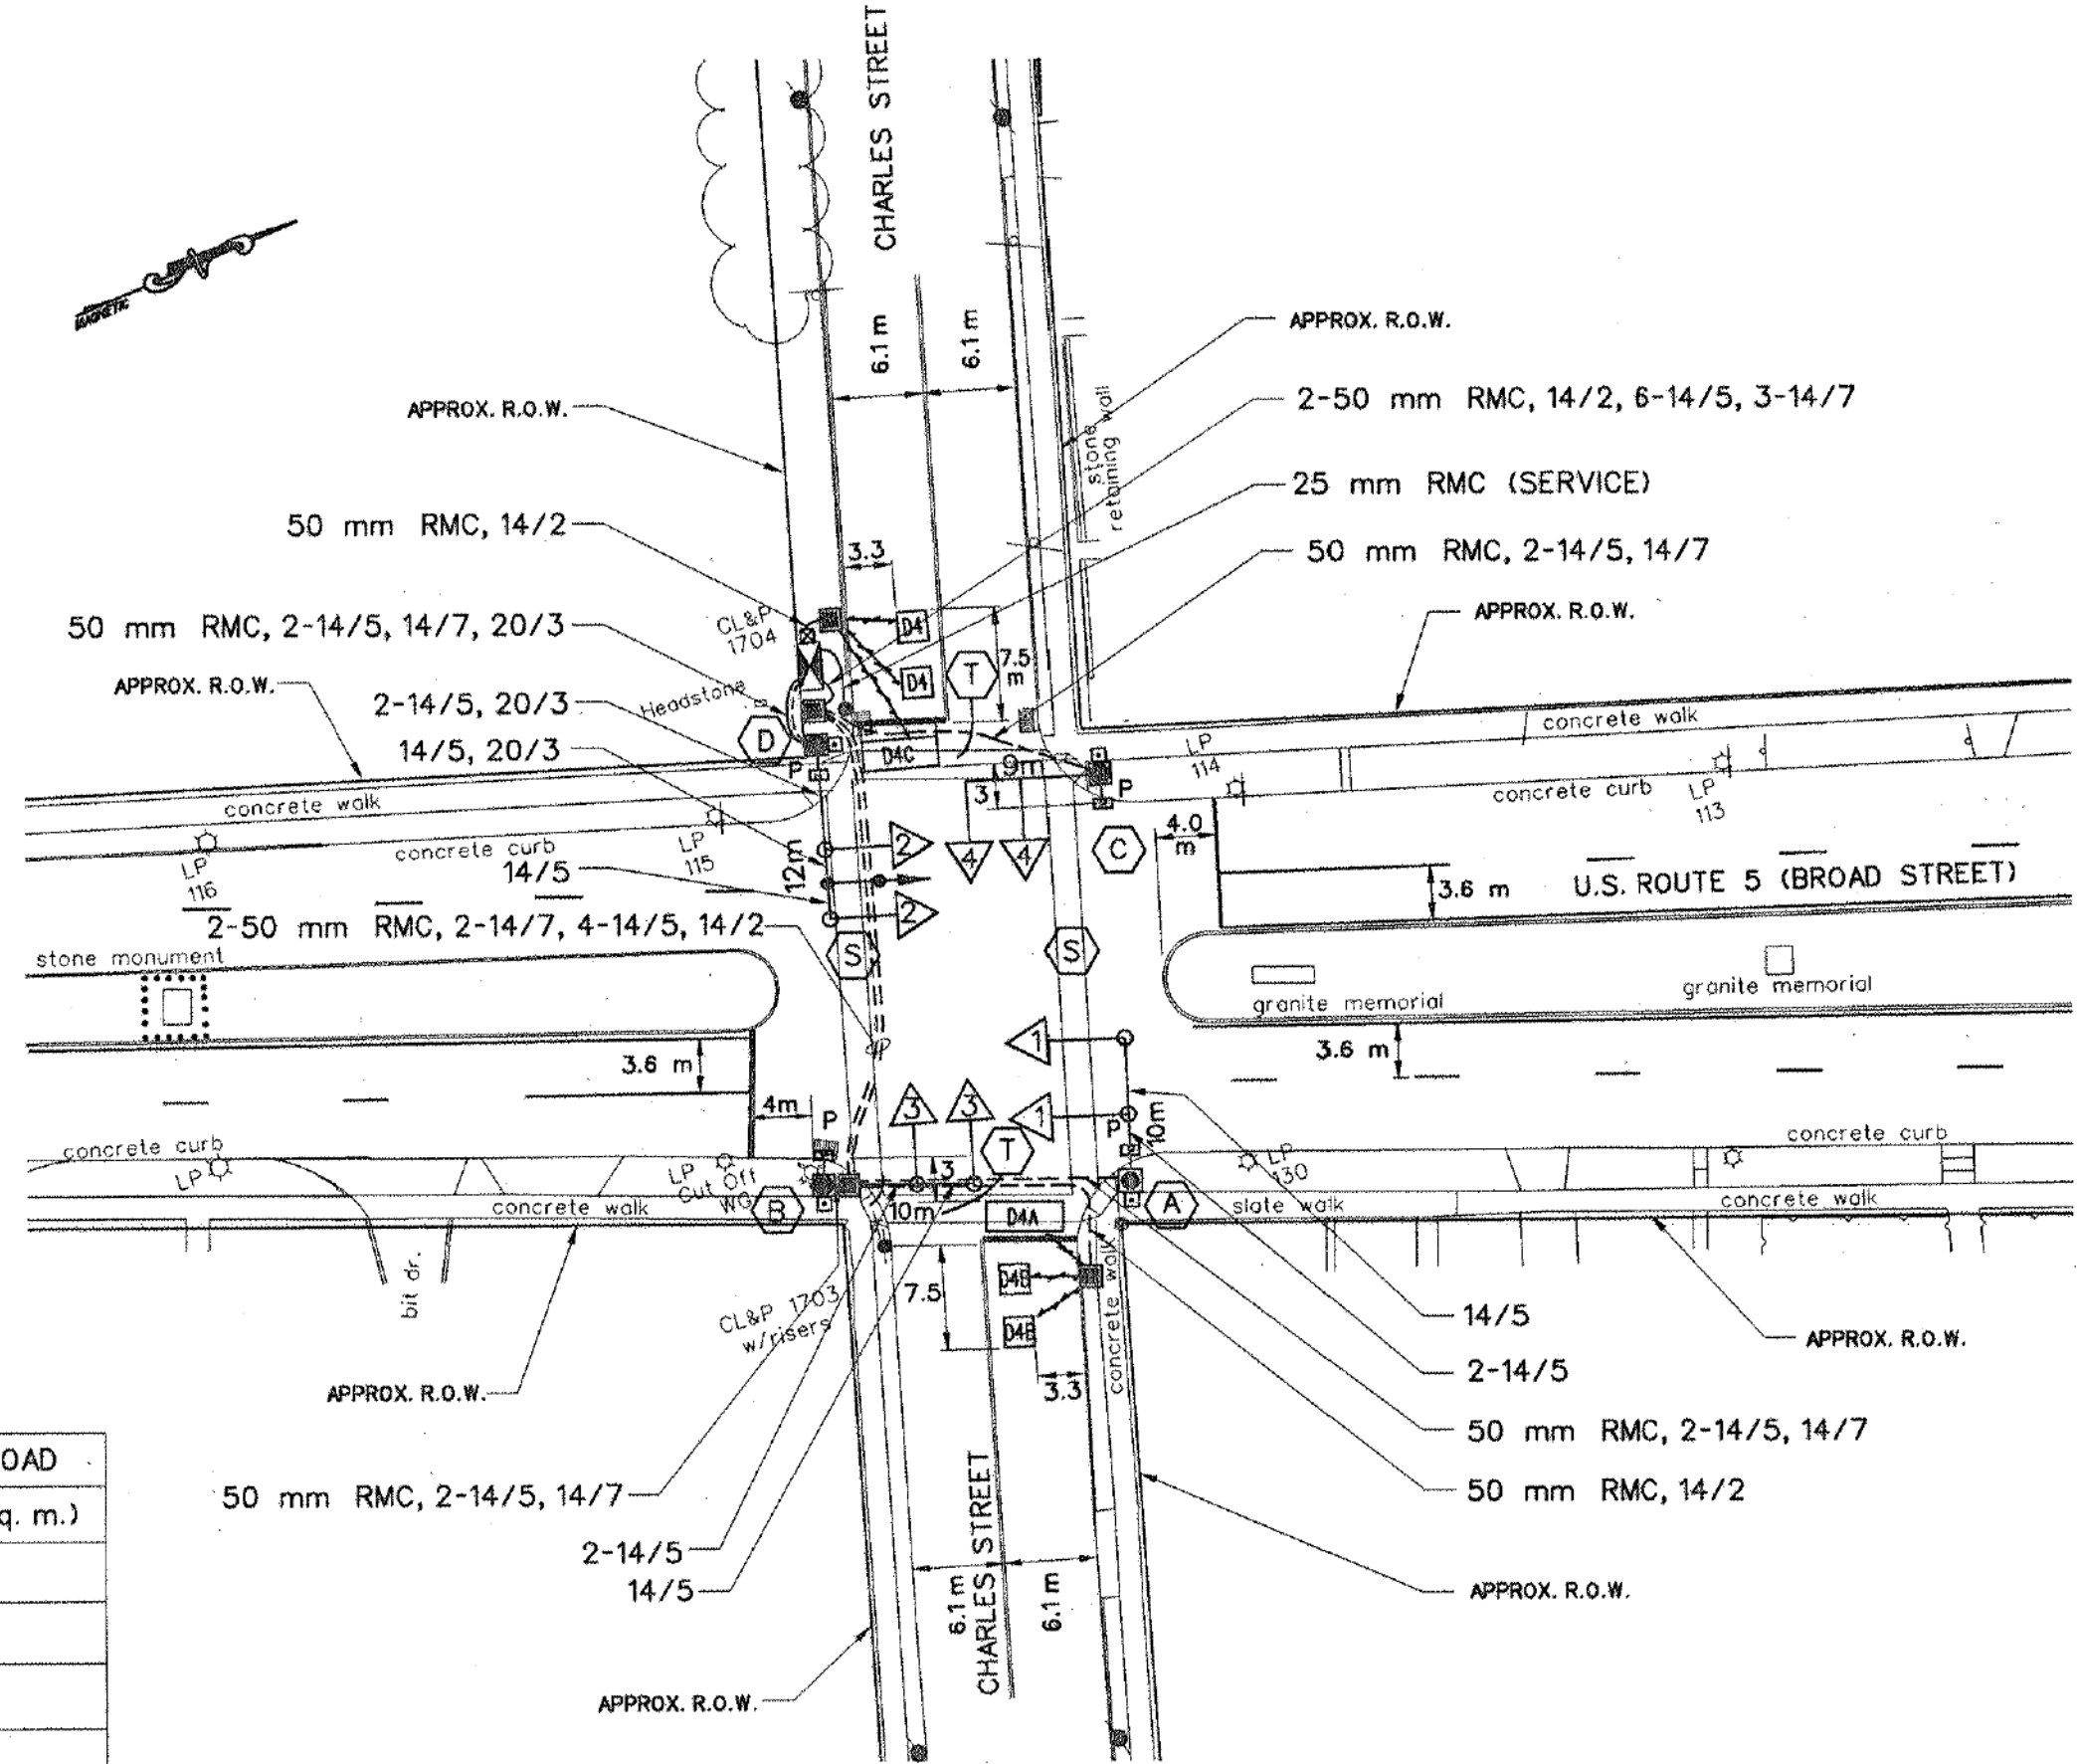 CHARLES STREET
MAGNETIC
N
6.1 m
6.1 m
APPROX. R.O.W.
APPROX. R.O.W.
2-50 mm RMC, 14/2, 6-14/5, 3-14/7
stone retaining wall
25 mm RMC (SERVICE)
50 mm RMC, 14/2
50 mm RMC, 2-14/5, 14/7
3.3
CL&P 1704
D4
D4
T
7.5 m
APPROX. R.O.W.
50 mm RMC, 2-14/5, 14/7, 20/3
APPROX. R.O.W.
Headstone
2-14/5, 20/3
D
14/5, 20/3
D4C
P
9m
3
P
LP 114
concrete walk
concrete walk
concrete curb
LP 113
concrete curb
LP 116
LP 115
14/5
12m
2
2
4
4
C
4.0 m
3.6 m
U.S. ROUTE 5 (BROAD STREET)
2-50 mm RMC, 2-14/7, 4-14/5, 14/2
S
S
stone monument
granite memorial
granite memorial
3.6 m
3.6 m
1
1
4m
P
3
3
P
10m
T
concrete curb
concrete curb
LP
LP Cut Off WG
B
3
10m
D4A
A
LP 130
slate walk
concrete walk
concrete walk
bit dr.
CL&P 1703
w/risers
7.5
D4B
D4B
3.3
concrete walk
14/5
APPROX. R.O.W.
2-14/5
APPROX. R.O.W.
50 mm RMC, 2-14/5, 14/7
50 mm RMC, 14/2
OAD
q. m.)
50 mm RMC, 2-14/5, 14/7
2-14/5
14/5
6.1 m
CHARLES STREET
6.1 m
APPROX. R.O.W.
APPROX. R.O.W.